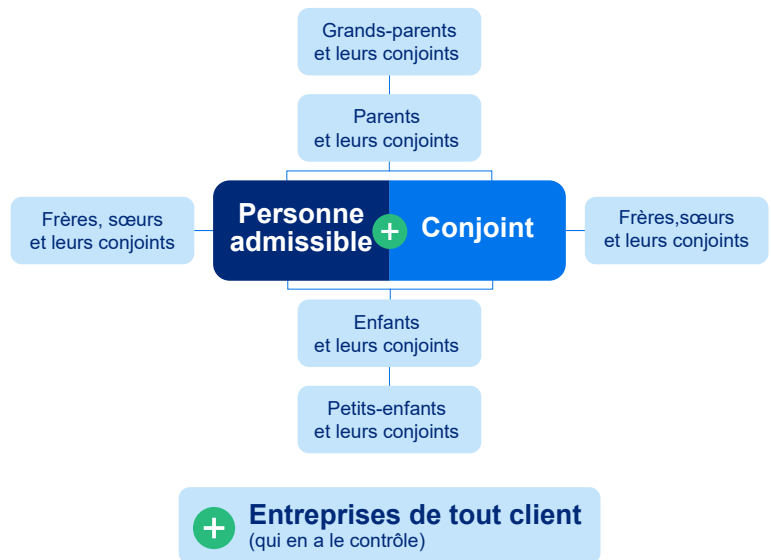 Grands-parents
et leurs conjoints
Parents
et leurs conjoints
Frères, sœurs
et leurs conjoints
Personne
admissible
+
Conjoint
Frères,sœurs
et leurs conjoints
Enfants
et leurs conjoints
Petits-enfants
et leurs conjoints
+
Entreprises de tout client
(qui en a le contrôle)